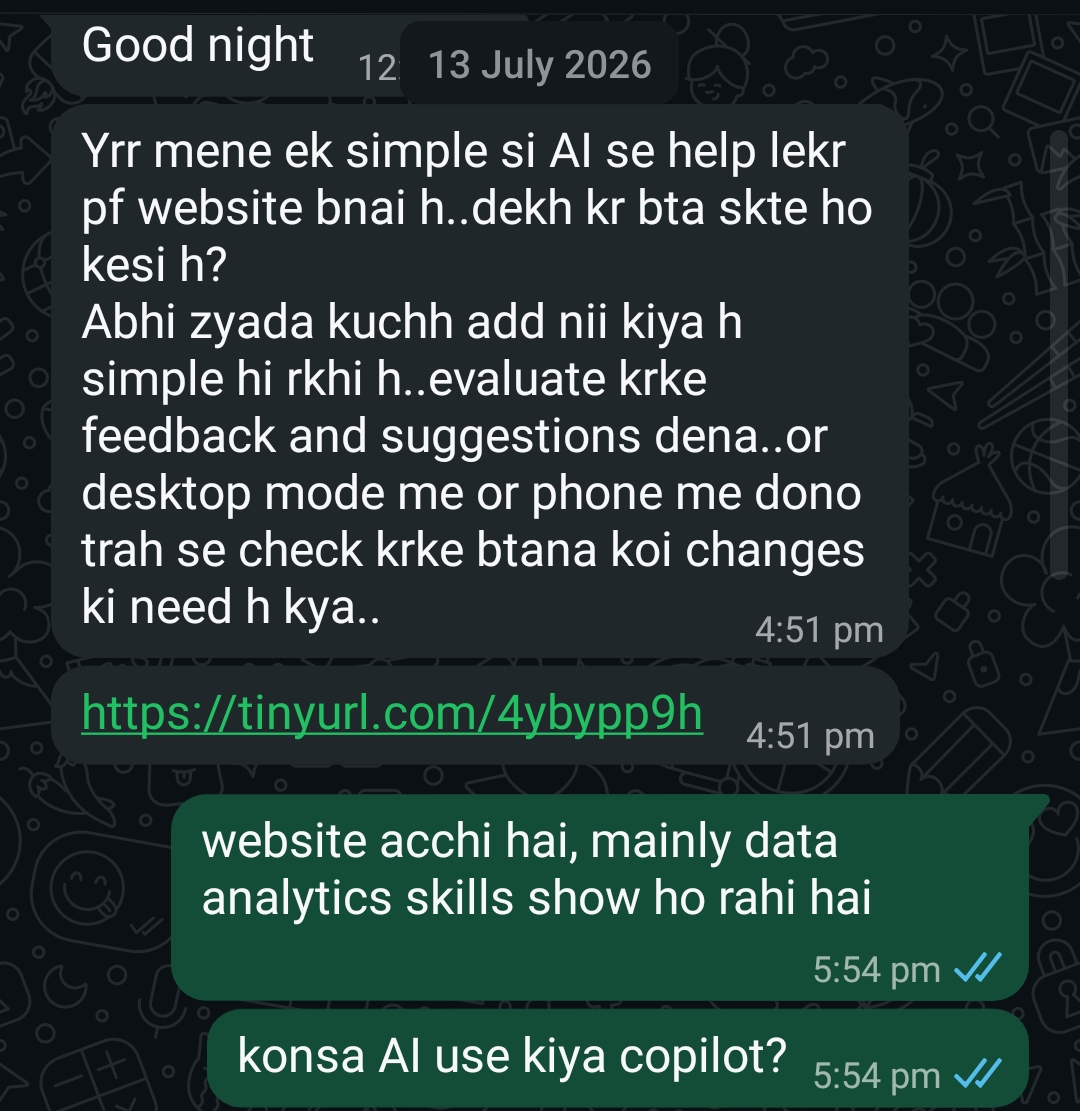 Good night
12:
13 July 2026
Yrr mene ek simple si AI se help lekr
pf website bnai h..dekh kr bta skte ho
kesi h?
Abhi zyada kuchh add nii kiya h
simple hi rkhi h..evaluate krke
feedback and suggestions dena..or
desktop mode me or phone me dono
trah se check krke btana koi changes
ki need h kya..
4:51 pm
https://tinyurl.com/4ybypp9h
4:51 pm
website acchi hai, mainly data
analytics skills show ho rahi hai
5:54 pm
konsa AI use kiya copilot?
5:54 pm